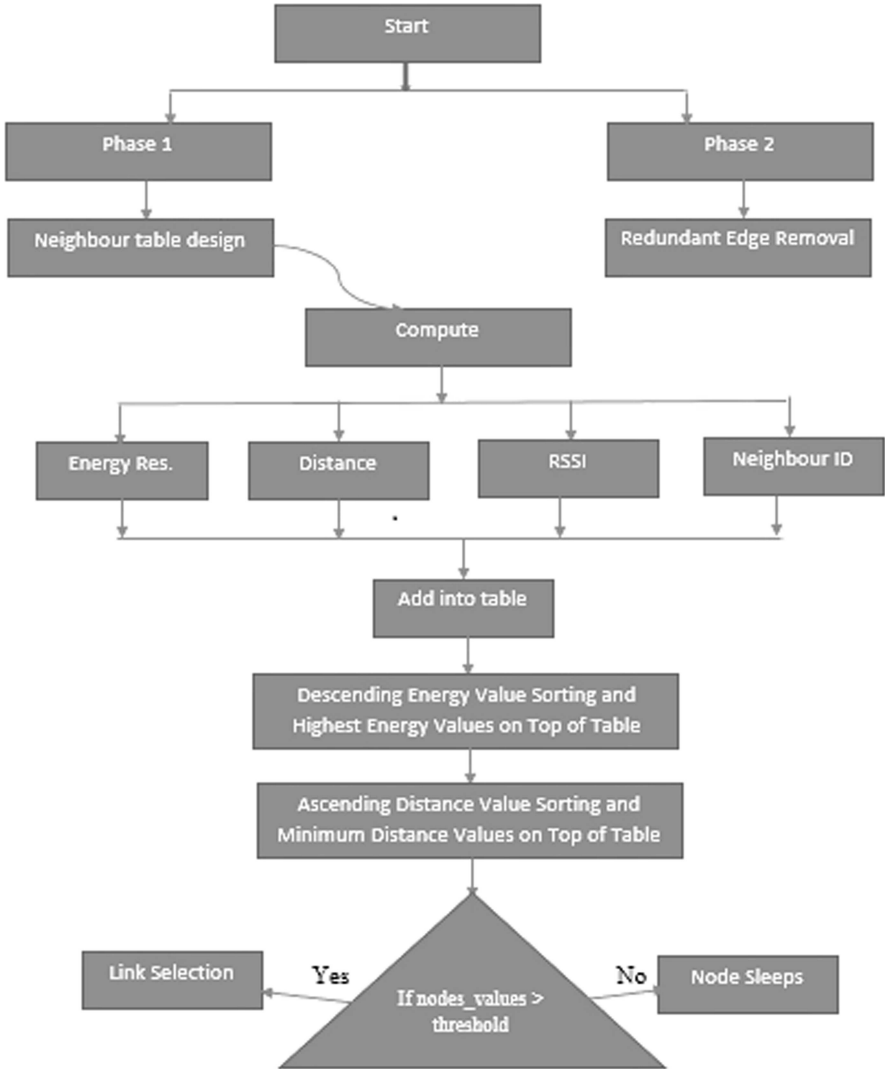 Start
Phase 1
Phase 2
Neighbour table design
Redundant Edge Removal
Compute
Energy Res.
Distance
RSSI
Neighbour ID
Add into table
Descending Energy Value Sorting and
Highest Energy Values on Top of Table
Ascending Distance Value Sorting and
Minimum Distance Values on Top of Table
Link Selection
Yes
If nodes_values >
threshold
No
Node Sleeps